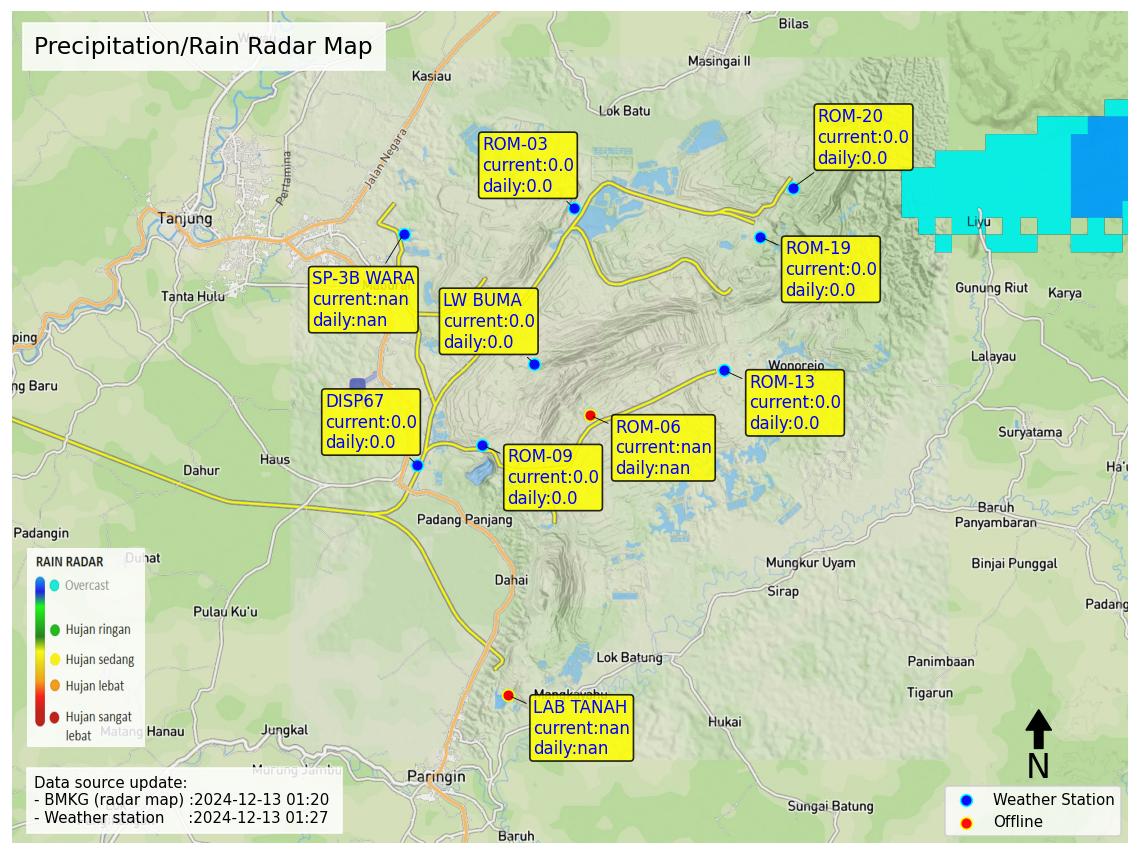 Precipitation/Rain Radar Map
Bilas
Masingai II
Kasiau
Lok Batu
Jalan Negara
Pertamina
Tanjung
Tanta Hulu
ROM-03
current:0.0
daily:0.0
ROM-20
current:0.0
daily:0.0
Liyu
ROM-19
current:0.0
daily:0.0
SP-3B WARA
current:nan
daily:nan
LW BUMA
current:0.0
daily:0.0
Gunung Riut
Karya
ping
Lalayau
ng Baru
Wonorejo
ROM-13
current:0.0
daily:0.0
DISP67
current:0.0
daily:0.0
ROM-06
current:nan
daily:nan
ROM-09
current:0.0
daily:0.0
Suryatama
Ha'u
Haus
Dahur
Baruh
Panyambaran
Padang Panjang
Padangin
Duhat
Mungkur Uyam
Binjai Punggal
Dahai
Sirap
Padang
Pulau Ku'u
RAIN RADAR
Overcast
Hujan ringan
Hujan sedang
Hujan lebat
Hujan sangat
lebat
Lok Batung
Panimbaan
Tigarun
Mangkayahu
LAB TANAH
current:nan
daily:nan
Hukai
Matang Hanau
Jungkal
Murung Jambu
Paringin
Sungai Batung
Baruh
N
Data source update:
- BMKG (radar map) :2024-12-13 01:20
- Weather station :2024-12-13 01:27
Weather Station
Offline